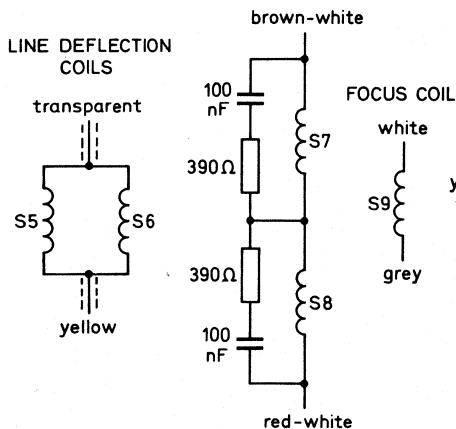 LINE DEFLECTION
COILS
transparent
S5
S6
yellow
brown-white
100
nF
390Ω
S7
390Ω
S8
100
nF
red-white
FOCUS COIL
white
S9
grey
y